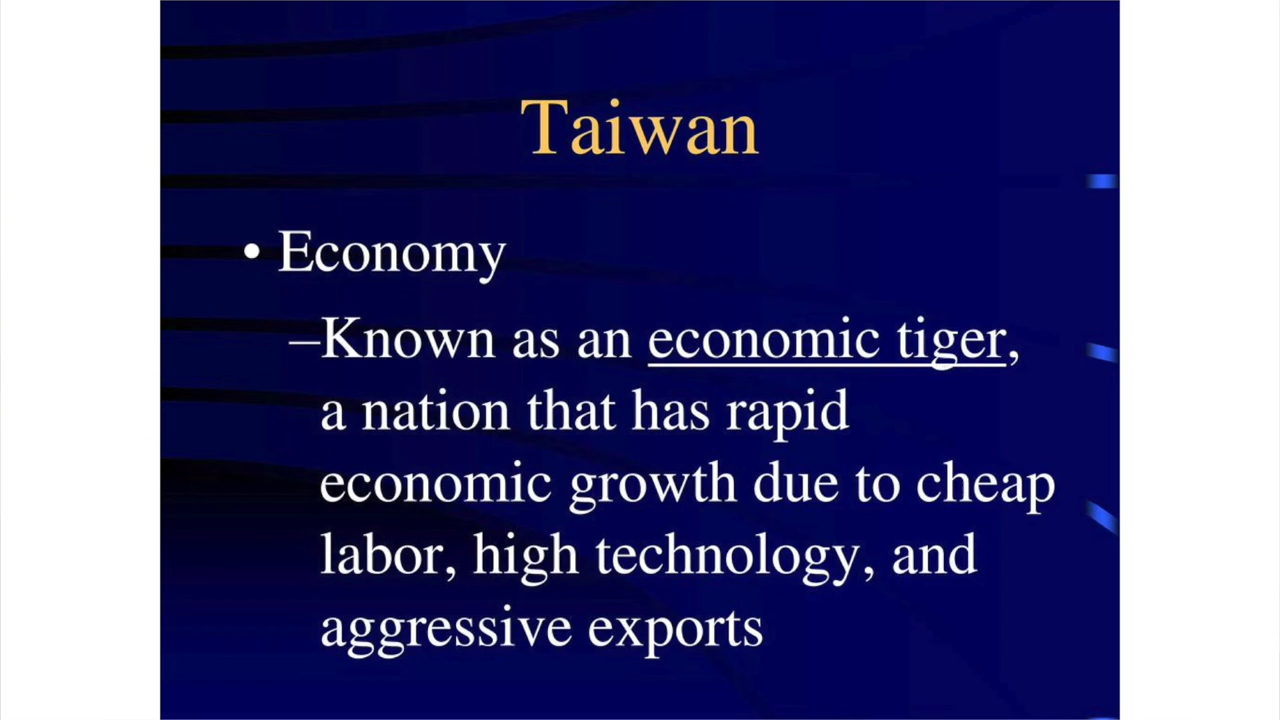 Taiwan
• Economy
–Known as an economic tiger,
a nation that has rapid
economic growth due to cheap
labor, high technology, and
aggressive exports